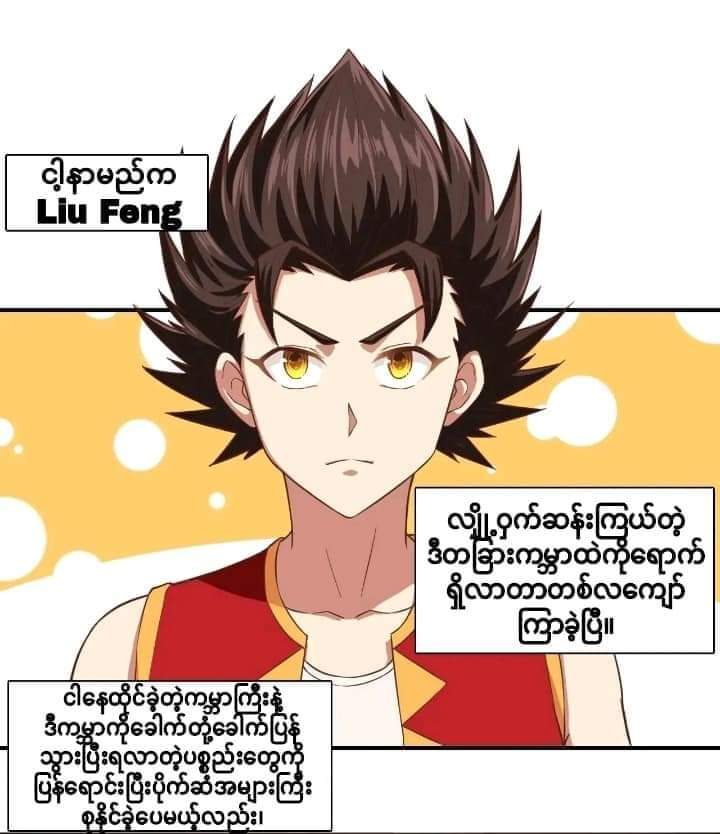 ငါ့နာမည်က
Liu Feng
လျှို့ဝှက်ဆန်းကြယ်တဲ့
ဒီတခြားကမ္ဘာထဲကိုရောက်
ရှိလာတာတစ်လကျော်
ကြာခဲ့ပြီ။
ငါနေထိုင်ခဲ့တဲ့ကမ္ဘာကြီးနဲ့
ဒီကမ္ဘာကိုခေါက်တုံ့ခေါက်ပြန်
သွားပြီးရလာတဲ့ပစ္စည်းတွေကို
ပြန်ရောင်းပြီးပိုက်ဆံအများကြီး
စုနိုင်ခဲ့ပေမယ့်လည်း၊